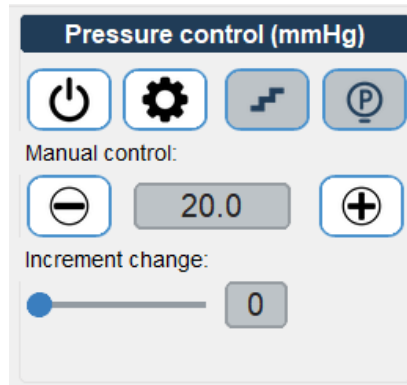 Pressure control (mmHg)
P
Manual control:
20.0
Increment change:
0